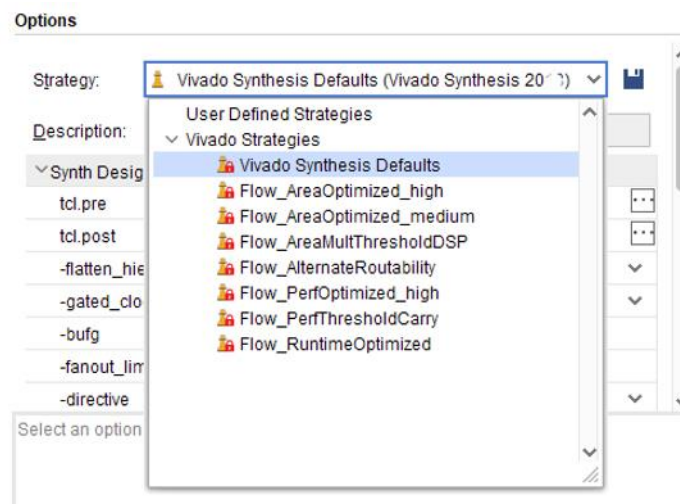 Options
Strategy: Vivado Synthesis Defaults (Vivado Synthesis
Description:
User Defined Strategies
Vivado Strategies
Synth Desig
Vivado Synthesis Defaults
tcl.pre
Flow_AreaOptimized_high
Flow_AreaOptimized_medium
tcl.post
Flow_AreaMultThresholdDSP
-flatten_hie
Flow_AlternateRoutability
-gated_clo
Flow_PerfOptimized_high
Flow_PerfThresholdCarry
-bufg
Flow_RuntimeOptimized
-fanout_lim
-directive
Select an option